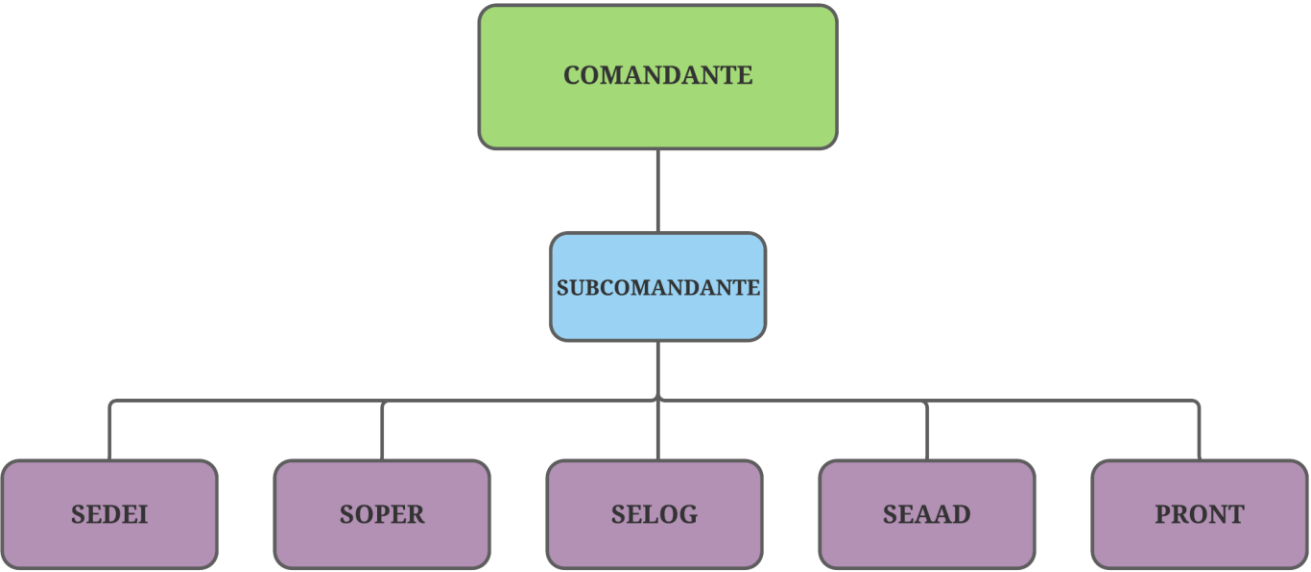 COMANDANTE
SUBCOMANDANTE
SEDEI
SOPER
SELOG
SEAAD
PRONT